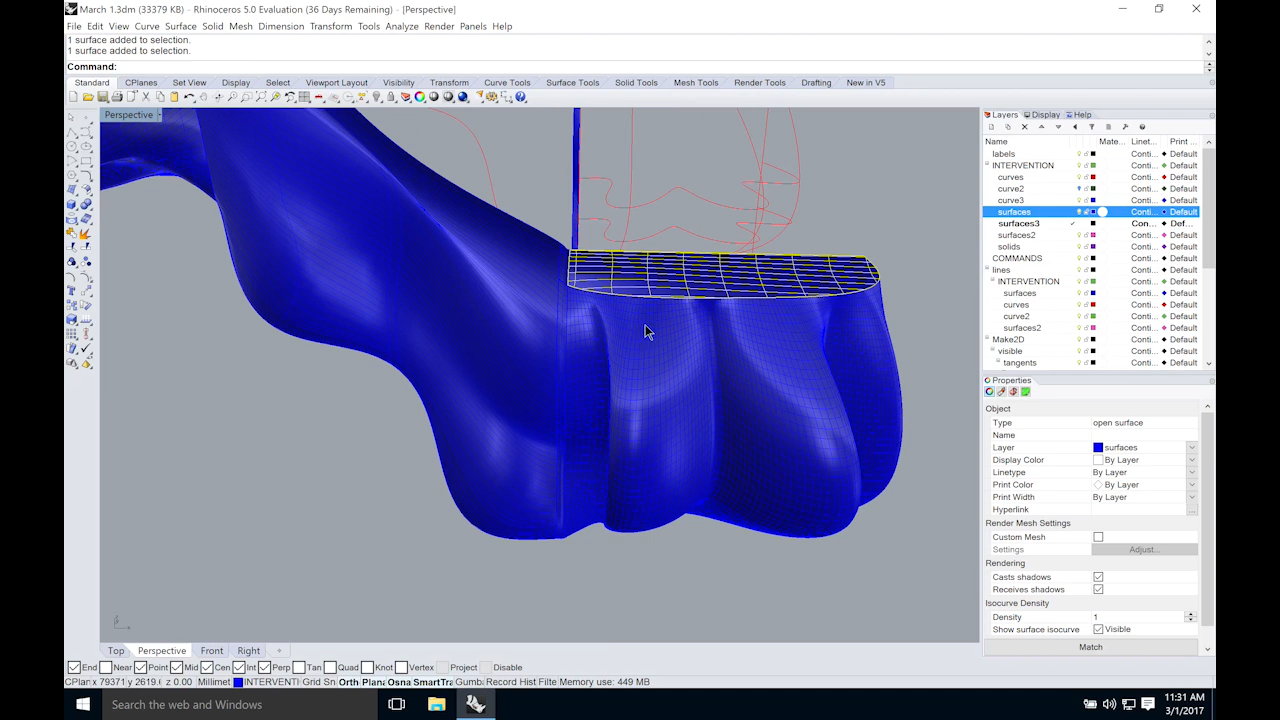 March 1.3dm (33379 KB) - Rhinoceros 5.0 Evaluation (36 Days Remaining) - [Perspective]
File Edit View Curve Surface Solid Mesh Dimension Transform Tools Analyze Render Panels Help
1 surface added to selection.
1 surface added to selection.
Command:
Standard CPlanes Set View Display Select Viewport Layout Visibility Transform Curve Tools Surface Tools Solid Tools Mesh Tools Render Tools Drafting New in V5
Perspective
Layers Display Help
Name Mate... Linet... Print ...
labels Conti... Default
INTERVENTION Conti... Default
curves Conti... Default
curve2 Conti... Default
curve3 Conti... Default
surfaces Conti... Default
surfaces3 Con... Def...
surfaces2 Conti... Default
solids Conti... Default
COMMANDS Conti... Default
lines Conti... Default
INTERVENTION Conti... Default
surfaces Conti... Default
curves Conti... Default
curve2 Conti... Default
surfaces2 Conti... Default
Make2D Conti... Default
visible Conti... Default
tangents Conti... Default
Properties
Object
Type open surface
Name
Layer surfaces
Display Color By Layer
Linetype By Layer
Print Color By Layer
Print Width By Layer
Hyperlink ...
Render Mesh Settings
Custom Mesh
Settings Adjust...
Rendering
Casts shadows
Receives shadows
Isocurve Density
Density 1
Show surface isocurve Visible
Match
Top Perspective Front Right
End Near Point Mid Cen Int Perp Tan Quad Knot Vertex Project Disable
CPlan x 79371 y 2619.6 z 0.00 Millimet INTERVENTI Grid Sn Orth Plana Osna SmartTra Gumba Record Hist Filte Memory use: 449 MB
Search the web and Windows
11:31 AM
3/1/2017